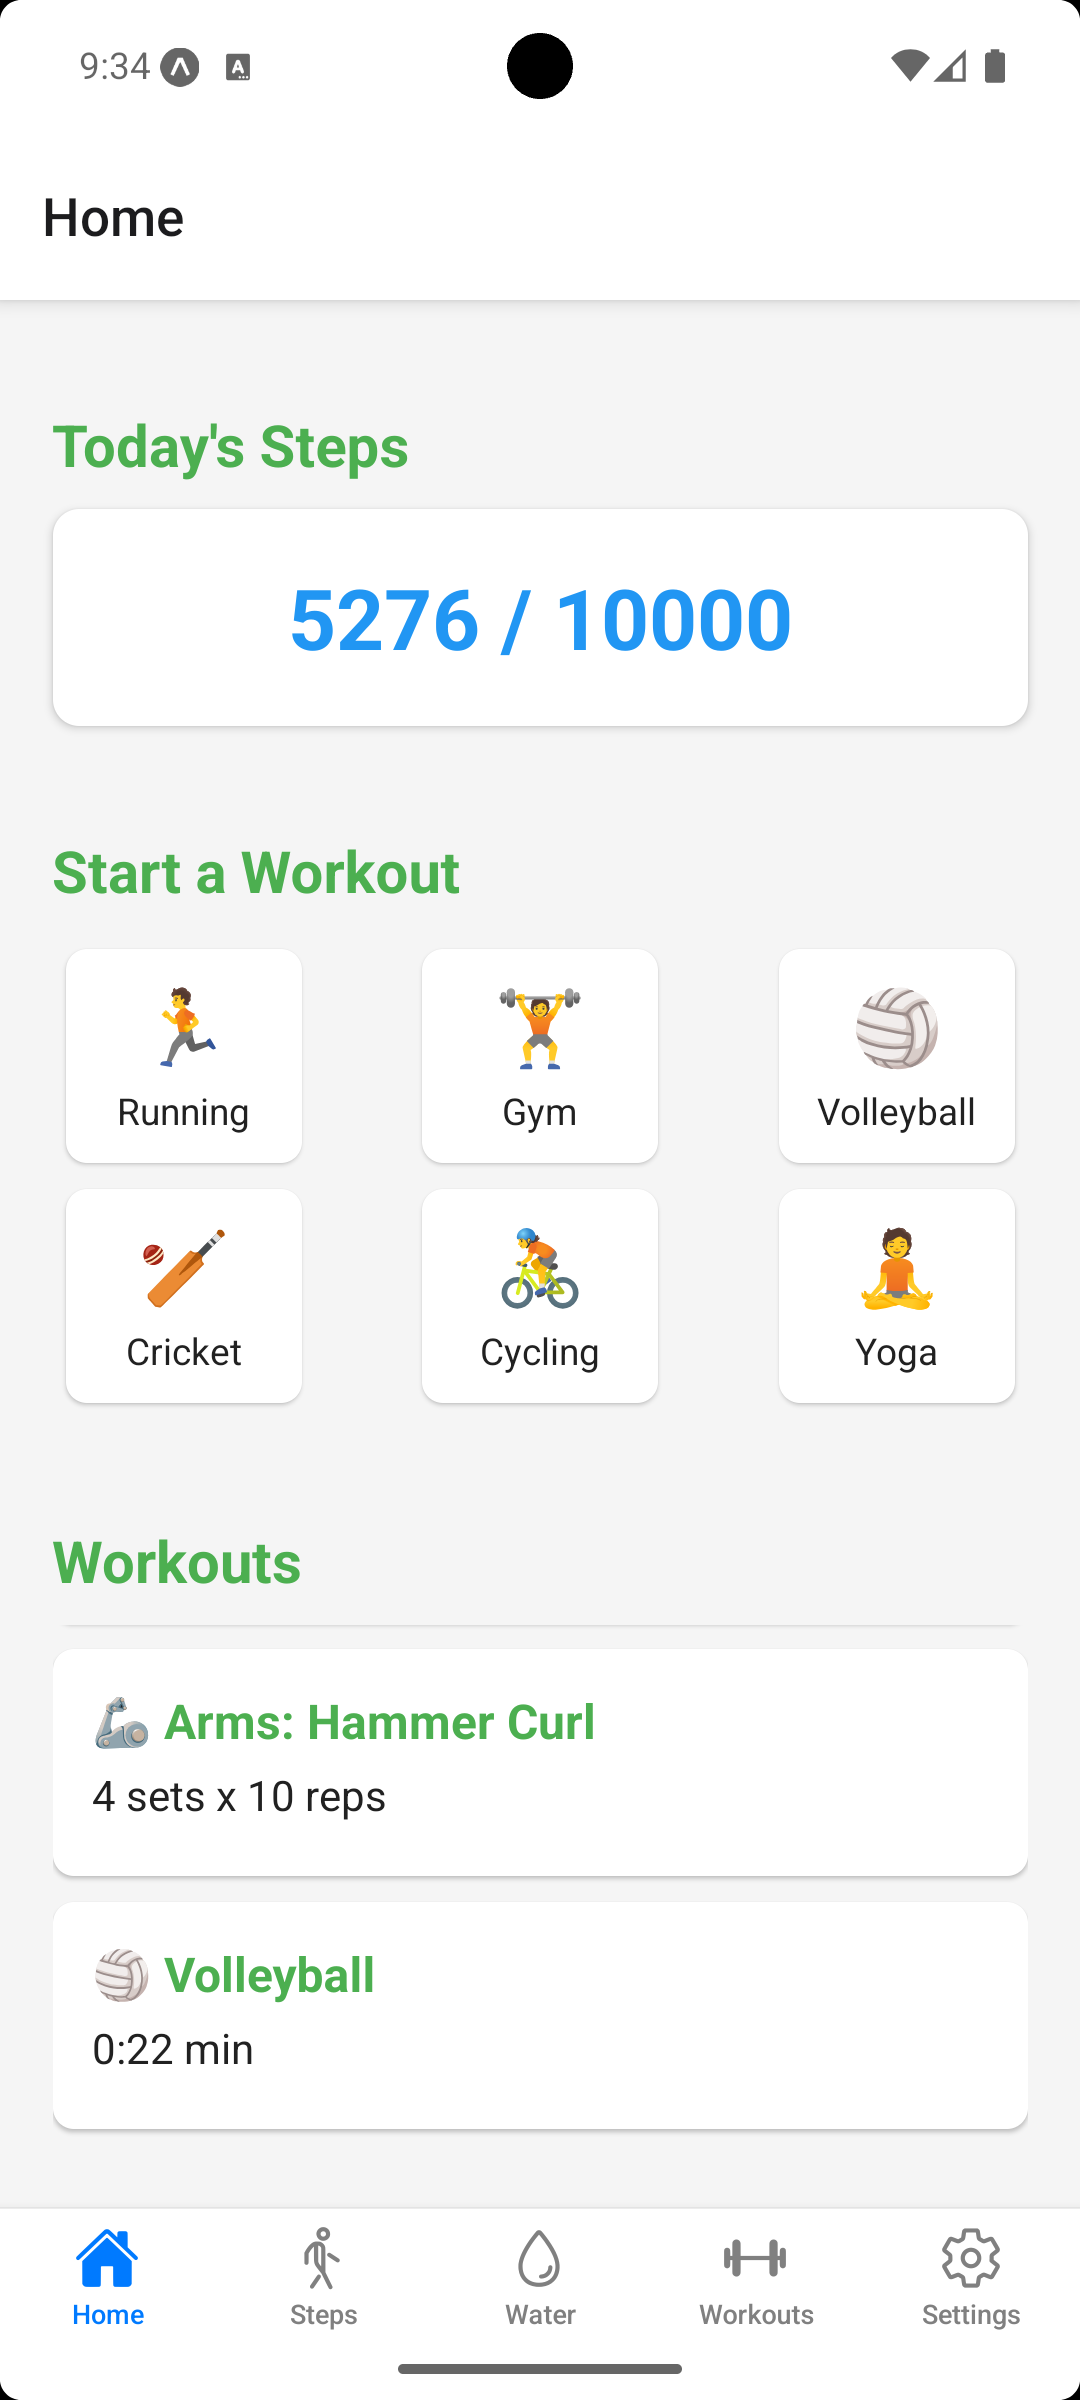 9:34
Home
Today's Steps
5276 / 10000
Start a Workout
Running Gym Volleyball
Cricket Cycling Yoga
Workouts
Arms: Hammer Curl
4 sets x 10 reps
Volleyball
0:22 min
Home Steps Water Workouts Settings